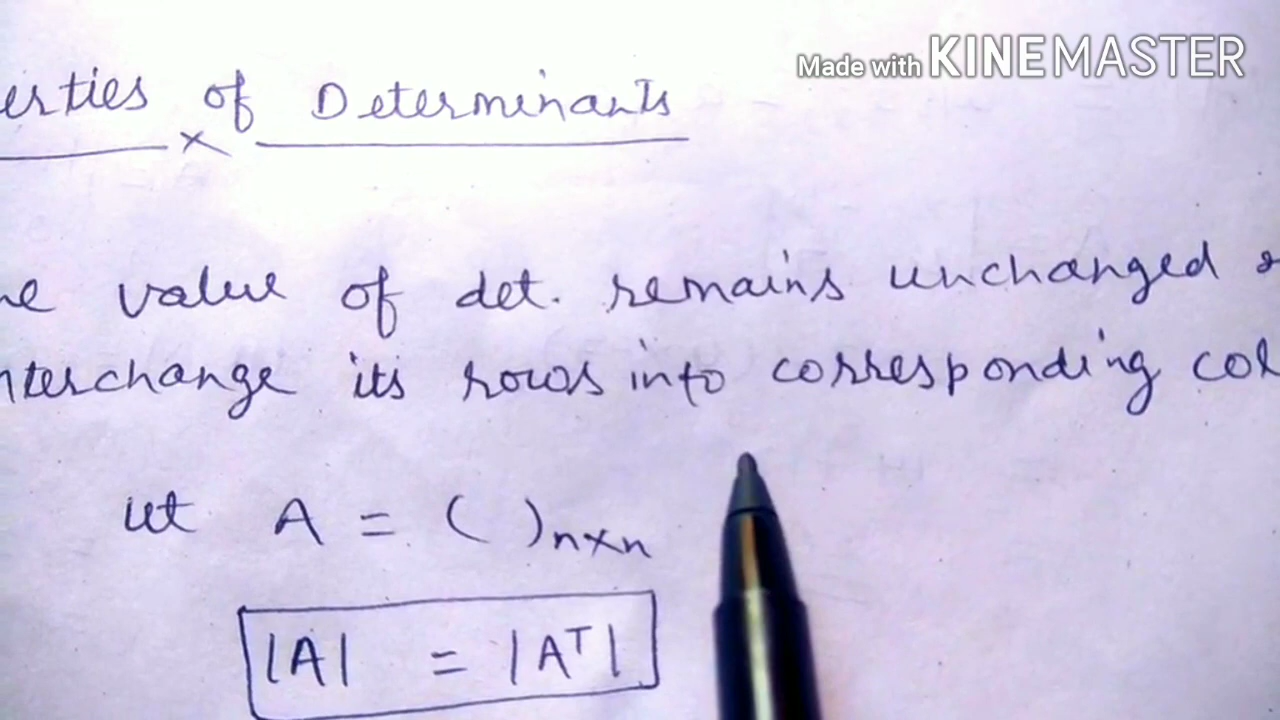 Made with KINEMASTER
erties of Determinants
he value of det. remains unchanged
nterchange its rows into corresponding col
let A = ( )n×n
|A| = |Aᵀ|